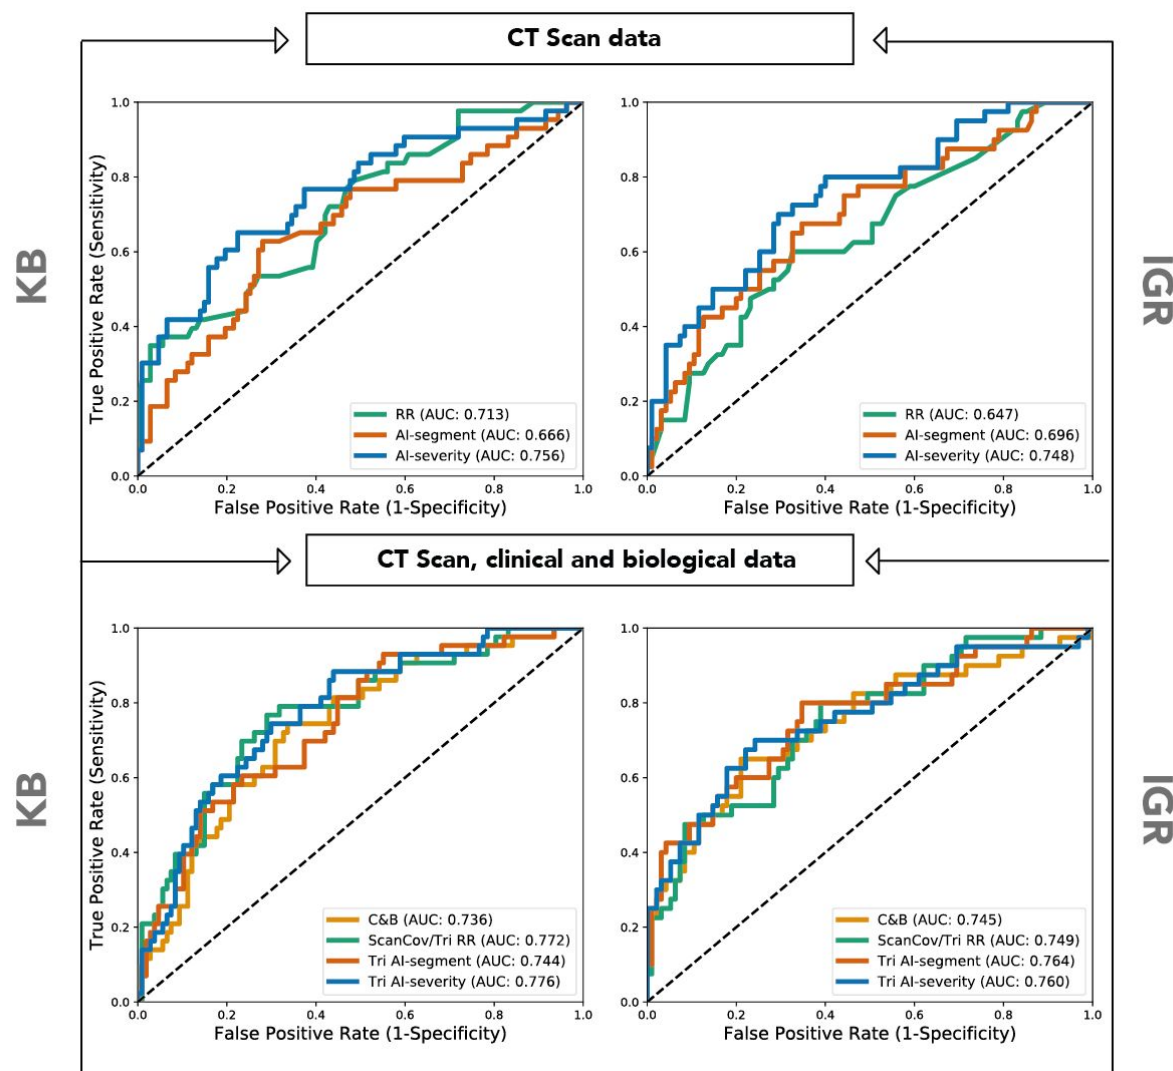 CT Scan data
KB
IGR
1.0
0.8
0.6
0.4
0.2
0.0
True Positive Rate (Sensitivity)
RR (AUC: 0.713)
AI-segment (AUC: 0.666)
AI-severity (AUC: 0.756)
0.0 0.2 0.4 0.6 0.8 1.0
False Positive Rate (1-Specificity)
1.0
0.8
0.6
0.4
0.2
0.0
RR (AUC: 0.647)
AI-segment (AUC: 0.696)
AI-severity (AUC: 0.748)
0.0 0.2 0.4 0.6 0.8 1.0
False Positive Rate (1-Specificity)
CT Scan, clinical and biological data
KB
IGR
1.0
0.8
0.6
0.4
0.2
0.0
True Positive Rate (Sensitivity)
C&B (AUC: 0.736)
ScanCov/Tri RR (AUC: 0.772)
Tri AI-segment (AUC: 0.744)
Tri AI-severity (AUC: 0.776)
0.0 0.2 0.4 0.6 0.8 1.0
False Positive Rate (1-Specificity)
1.0
0.8
0.6
0.4
0.2
0.0
C&B (AUC: 0.745)
ScanCov/Tri RR (AUC: 0.749)
Tri AI-segment (AUC: 0.764)
Tri AI-severity (AUC: 0.760)
0.0 0.2 0.4 0.6 0.8 1.0
False Positive Rate (1-Specificity)